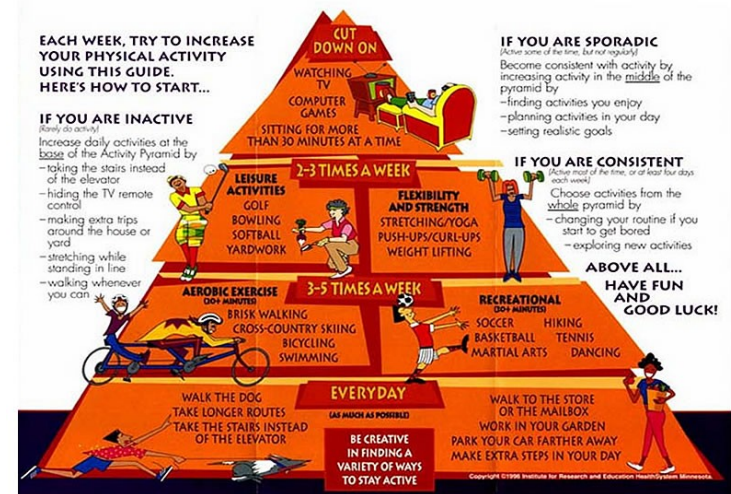 EACH WEEK, TRY TO INCREASE
YOUR PHYSICAL ACTIVITY
USING THIS GUIDE.
HERE'S HOW TO START...
IF YOU ARE INACTIVE
(Rarely do activity)
Increase daily activities at the
base of the Activity Pyramid by
–taking the stairs instead
of the elevator
–hiding the TV remote
control
–making extra trips
around the house or
yard
–stretching while
standing in line
–walking whenever
you can
CUT
DOWN ON
WATCHING
TV
COMPUTER
GAMES
SITTING FOR MORE
THAN 30 MINUTES AT A TIME
2–3 TIMES A WEEK
LEISURE
ACTIVITIES
GOLF
BOWLING
SOFTBALL
YARDWORK
FLEXIBILITY
AND STRENGTH
STRETCHING/YOGA
PUSH-UPS/CURL-UPS
WEIGHT LIFTING
3–5 TIMES A WEEK
AEROBIC EXERCISE
(20+ MINUTES)
BRISK WALKING
CROSS-COUNTRY SKIING
BICYCLING
SWIMMING
RECREATIONAL
(30+ MINUTES)
SOCCER HIKING
BASKETBALL TENNIS
MARTIAL ARTS DANCING
EVERYDAY
(AS MUCH AS POSSIBLE)
WALK THE DOG
TAKE LONGER ROUTES
TAKE THE STAIRS INSTEAD
OF THE ELEVATOR
WALK TO THE STORE
OR THE MAILBOX
WORK IN YOUR GARDEN
PARK YOUR CAR FARTHER AWAY
MAKE EXTRA STEPS IN YOUR DAY
BE CREATIVE
IN FINDING A
VARIETY OF WAYS
TO STAY ACTIVE
IF YOU ARE SPORADIC
(Active some of the time, but not regularly)
Become consistent with activity by
increasing activity in the middle of the
pyramid by
–finding activities you enjoy
–planning activities in your day
–setting realistic goals
IF YOU ARE CONSISTENT
(Active most of the time, or at least four days
each week)
Choose activities from the
whole pyramid by
– changing your routine if you
start to get bored
– exploring new activities
ABOVE ALL...
HAVE FUN
AND
GOOD LUCK!
Copyright ©1996 Institute for Research and Education HealthSystem Minnesota